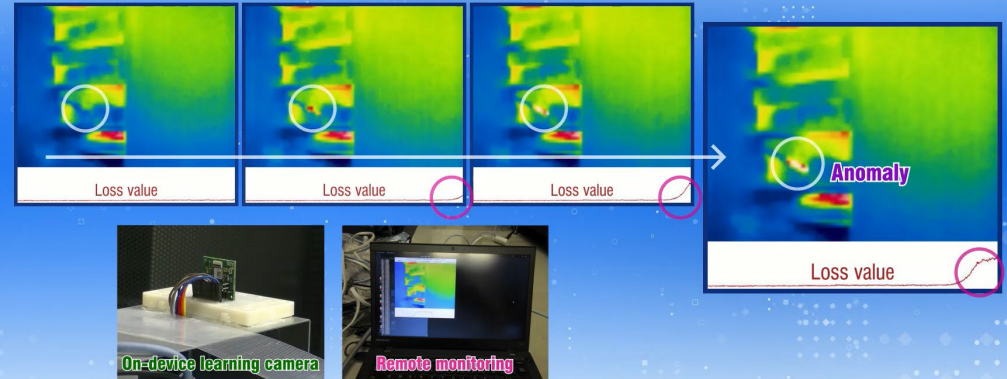 Loss value
Loss value
Loss value
Anomaly
Loss value
On-device learning camera
Remote monitoring